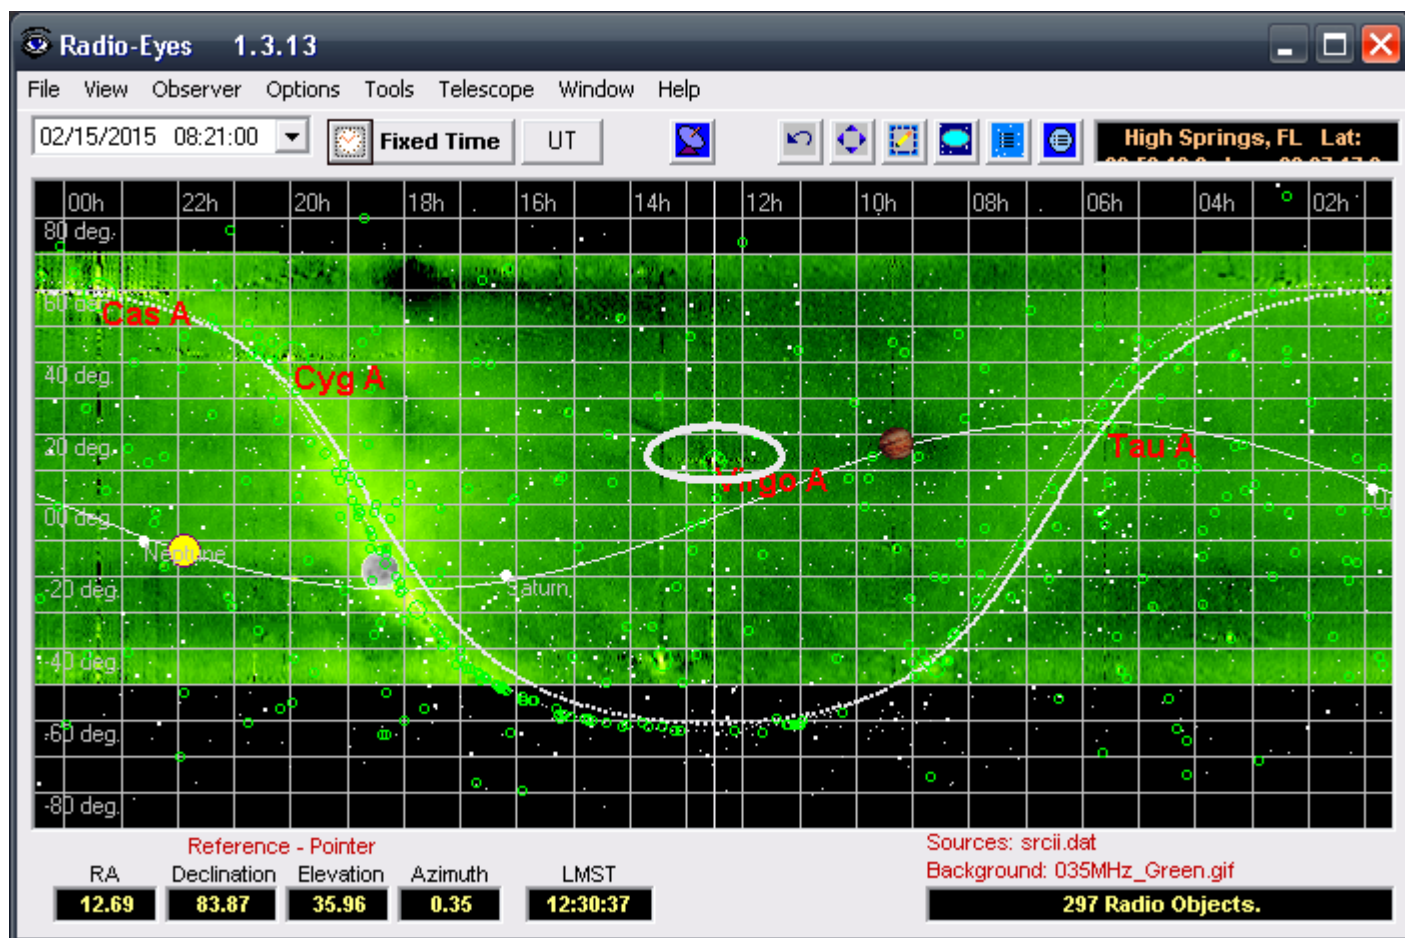 Radio-Eyes 1.3.13
File View Observer Options Tools Telescope Window Help
02/15/2015 08:21:00 Fixed Time UT High Springs, FL Lat:
00h 22h 20h 18h 16h 14h 12h 10h 08h 06h 04h 02h
80 deg.
60 deg.
Cas A
40 deg.
Cyg A
20 deg.
Tau A
Virgo A
00 deg.
Neptune
-20 deg.
Saturn
-40 deg.
-60 deg.
-80 deg.
Reference - Pointer
Sources: srcii.dat
RA Declination Elevation Azimuth LMST
Background: 035MHz_Green.gif
12.69 83.87 35.96 0.35 12:30:37 297 Radio Objects.